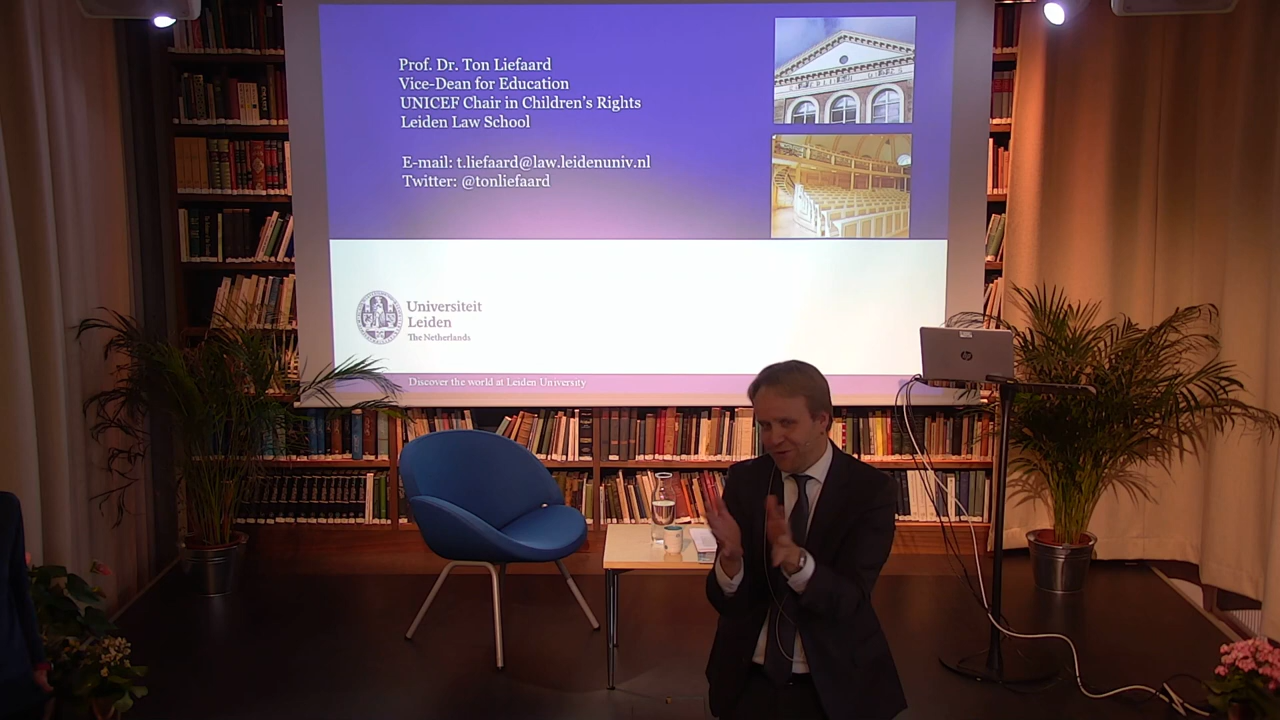 Prof. Dr. Ton Liefaard
Vice-Dean for Education
UNICEF Chair in Children's Rights
Leiden Law School
E-mail: t.liefaard@law.leidenuniv.nl
Twitter: @tonliefaard
Universiteit
Leiden
The Netherlands
Discover the world at Leiden University
hp